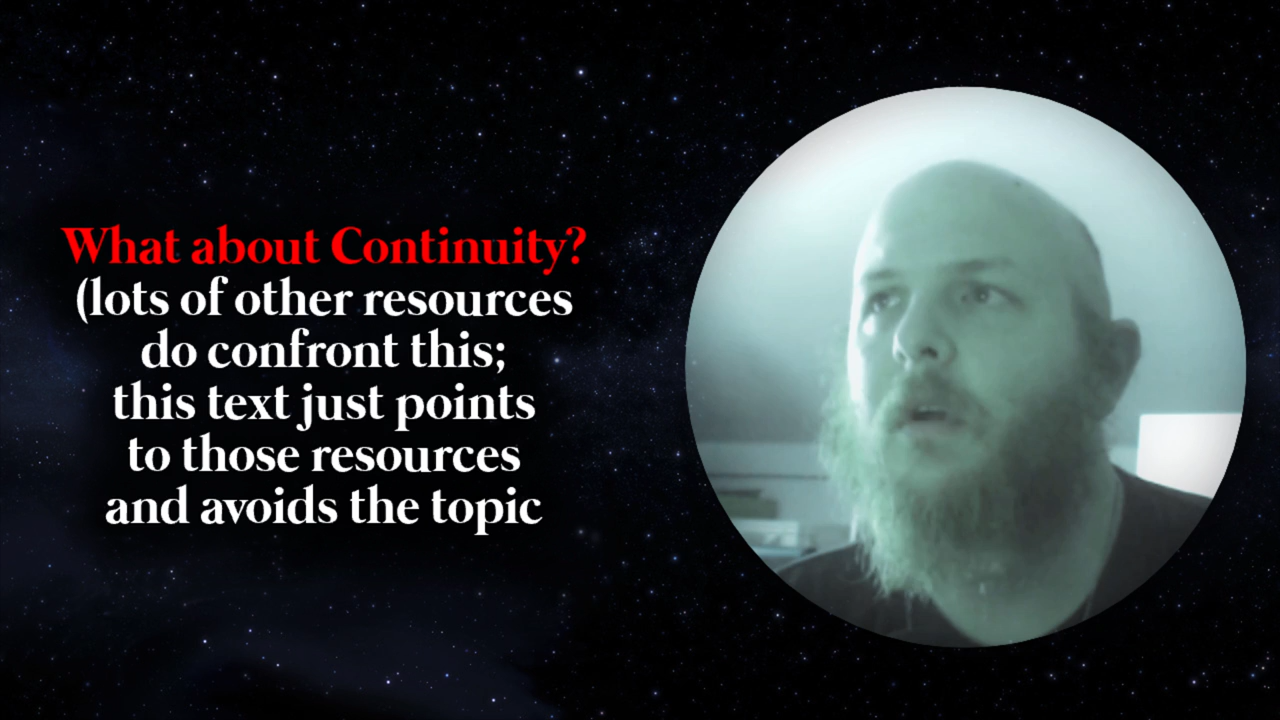 What about Continuity?
(lots of other resources
do confront this;
this text just points
to those resources
and avoids the topic